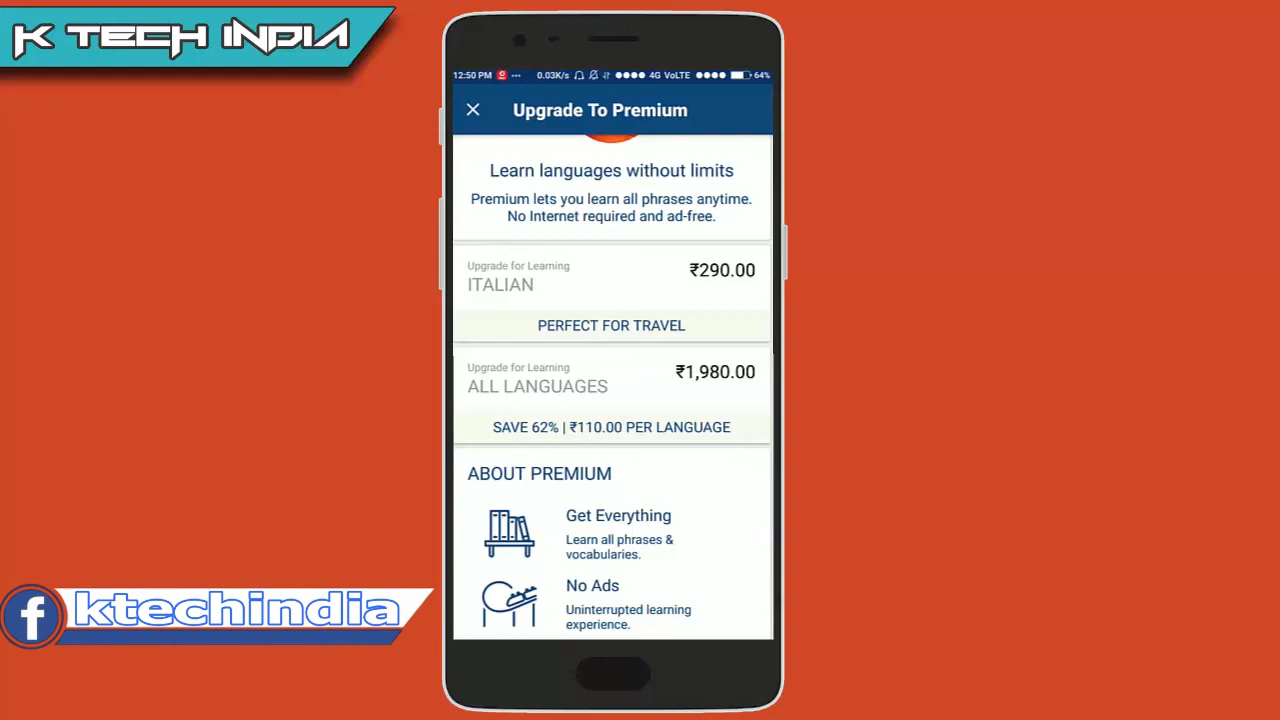 K TECH INDIA
12:50 PM ... 0.03K/s 4G VoLTE 64%
Upgrade To Premium
Learn languages without limits
Premium lets you learn all phrases anytime.
No Internet required and ad-free.
Upgrade for Learning
ITALIAN
₹290.00
PERFECT FOR TRAVEL
Upgrade for Learning
ALL LANGUAGES
₹1,980.00
SAVE 62% | ₹110.00 PER LANGUAGE
ABOUT PREMIUM
Get Everything
Learn all phrases &
vocabularies.
No Ads
Uninterrupted learning
experience.
f ktechindia